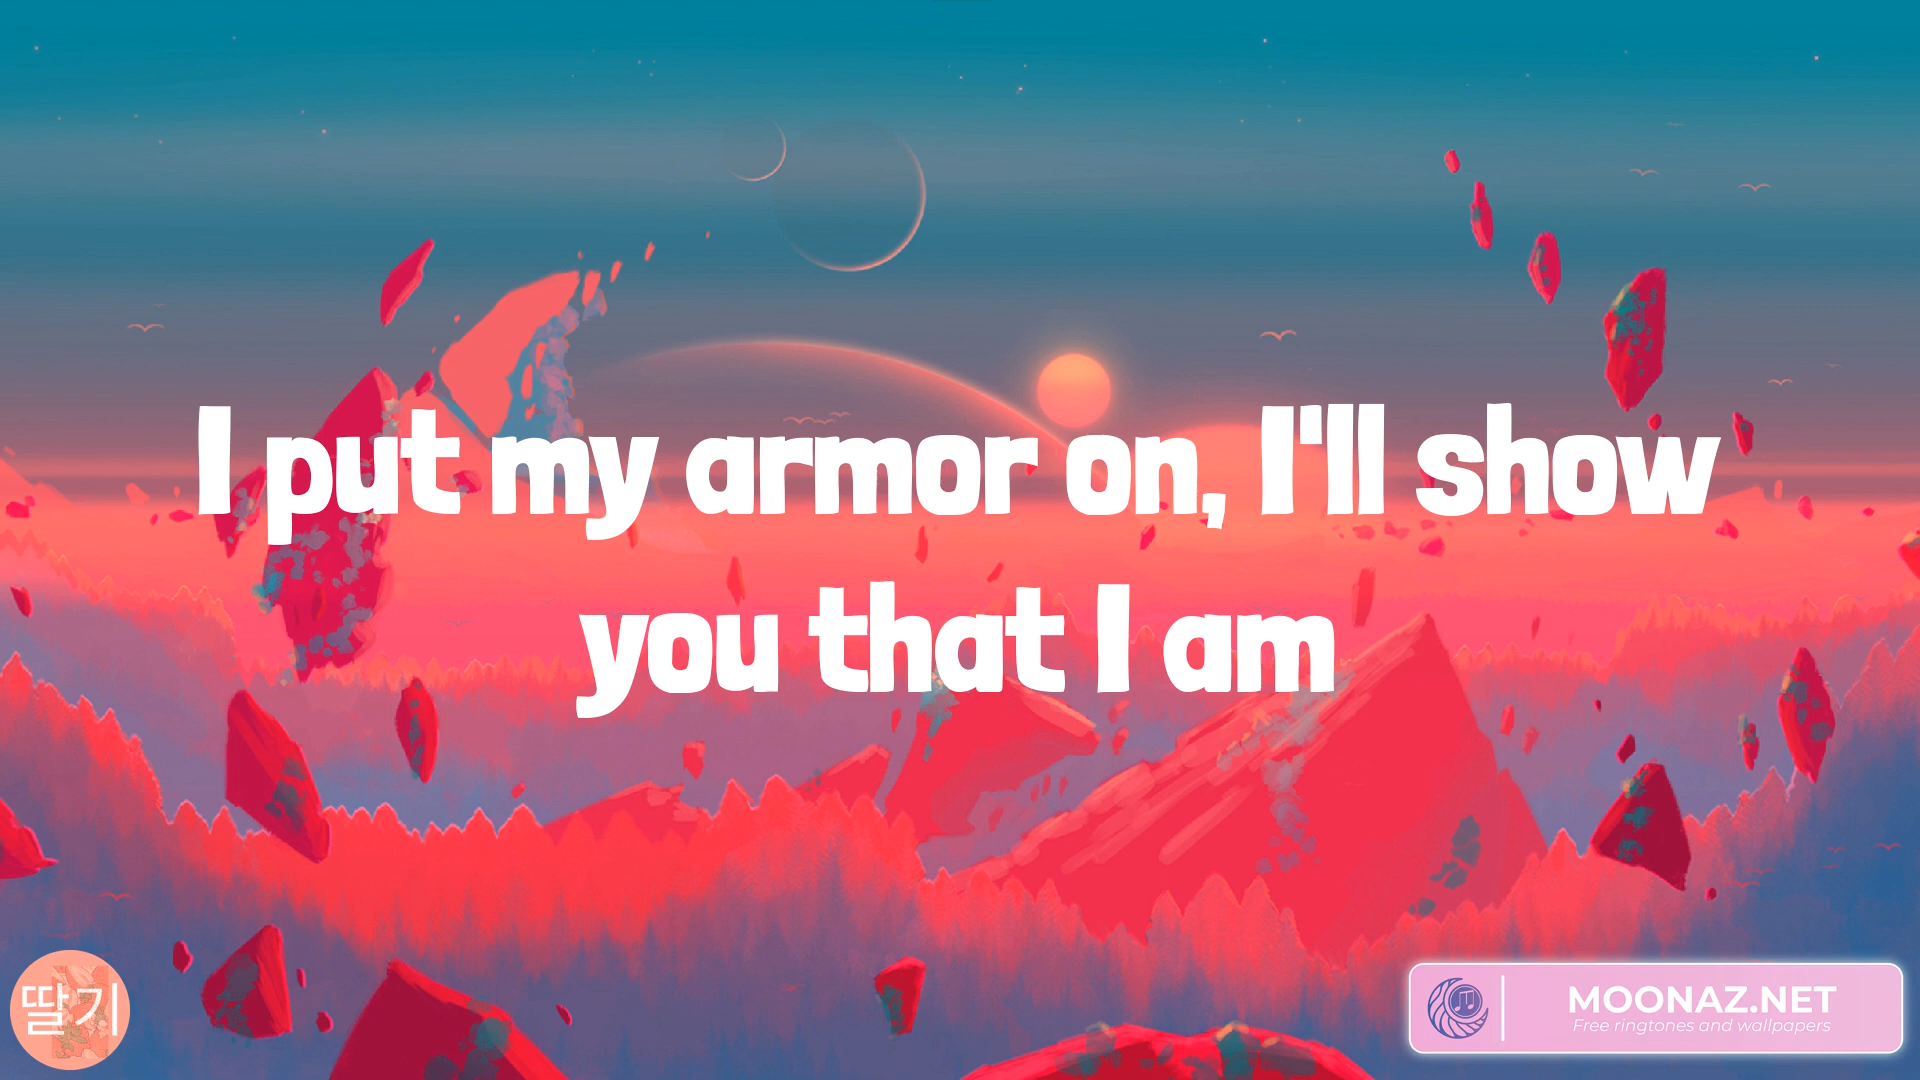 I put my armor on, I'll show
you that I am
딸기
MOONAZ.NET
Free ringtones and wallpapers